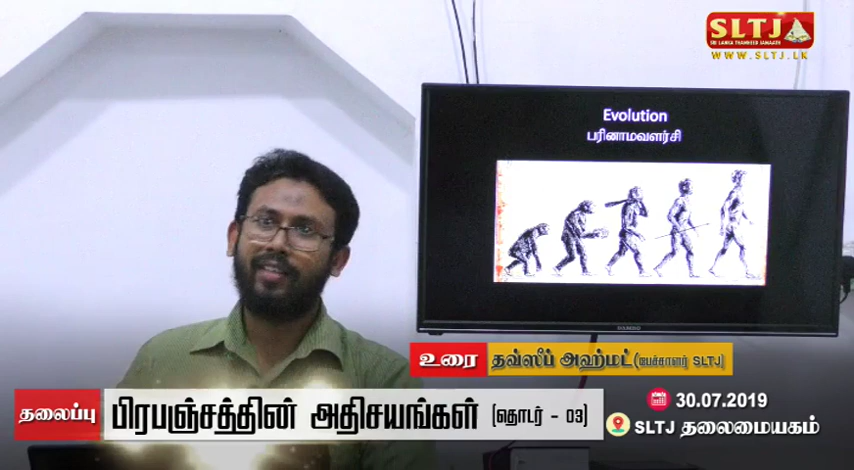 SLTJ
SRI LANKA THAWHEED JAMAATH
WWW.SLTJ.LK
Evolution
பரினாமவளர்சி
உரை
தவ்ஸீப் அஹ்மட் (பேச்சாளர் SLTJ)
தலைப்பு
பிரபஞ்சத்தின் அதிசயங்கள் (தொடர் - 03)
30.07.2019
SLTJ தலைமையகம்